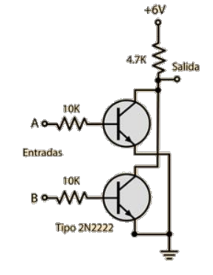 +6V
4.7K
Salida
10K
A
Entradas
10K
B
Tipo 2N2222